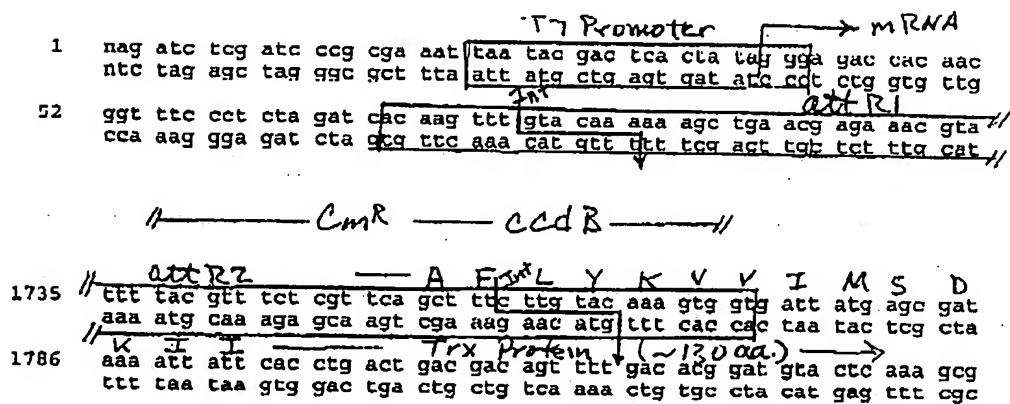 T7 Promoter mRNA
1 nag atc tcg atc ccg cga aat taa tac gac tca cta tag gga gac cac aac
ntc tag agc tag ggc gct tta att atg ctg agt gat atc cct ctg gtg ttg
Int attR1
52 ggt ttc cct cta gat cac aag ttt gta caa aaa agc tga acg aga aac gta
cca aag gga gat cta gcg ttc aaa cat gtt ttt tcg act tgc tct ttg cat
CmR ccdB
attR2 A F Int L Y K V V I M S D
1735 ttt tac gtt tct cgt tca gct ttc ttg tac aaa gtg gtg att atg agc gat
aaa atg caa aga gca agt cga aag aac atg ttt cac cac taa tac tcg cta
K I I Trx Protein (~130 aa.)
1786 aaa att att cac ctg act gac gac agt ttt gac acg gat gta ctc aaa gcg
ttt taa taa gtg gac tga ctg ctg tca aaa ctg tgc cta cat gag ttt cgc